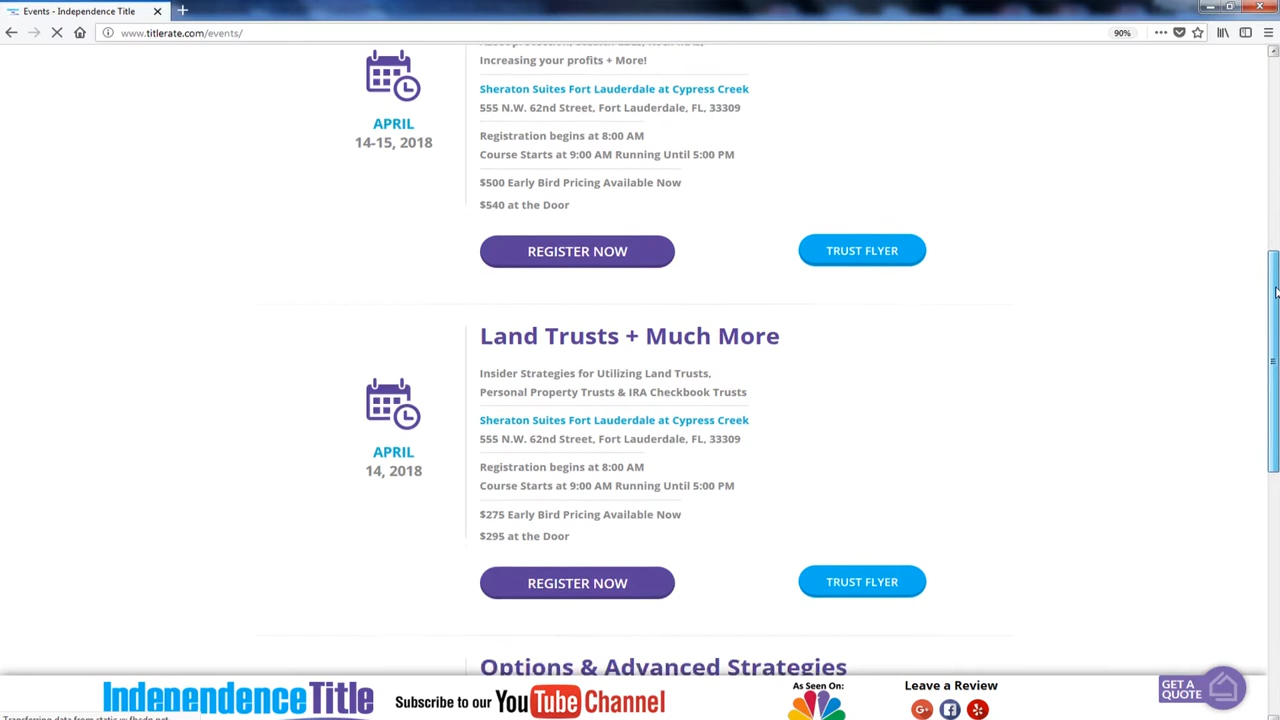 Events - Independence Title
www.titlerate.com/events/
90%
Increasing your profits + More!
Sheraton Suites Fort Lauderdale at Cypress Creek
555 N.W. 62nd Street, Fort Lauderdale, FL, 33309
APRIL
14-15, 2018
Registration begins at 8:00 AM
Course Starts at 9:00 AM Running Until 5:00 PM
$500 Early Bird Pricing Available Now
$540 at the Door
REGISTER NOW
TRUST FLYER
Land Trusts + Much More
Insider Strategies for Utilizing Land Trusts,
Personal Property Trusts & IRA Checkbook Trusts
Sheraton Suites Fort Lauderdale at Cypress Creek
555 N.W. 62nd Street, Fort Lauderdale, FL, 33309
APRIL
14, 2018
Registration begins at 8:00 AM
Course Starts at 9:00 AM Running Until 5:00 PM
$275 Early Bird Pricing Available Now
$295 at the Door
REGISTER NOW
TRUST FLYER
Options & Advanced Strategies
Independence Title
Subscribe to our YouTube Channel
As Seen On:
Leave a Review
GET A
QUOTE